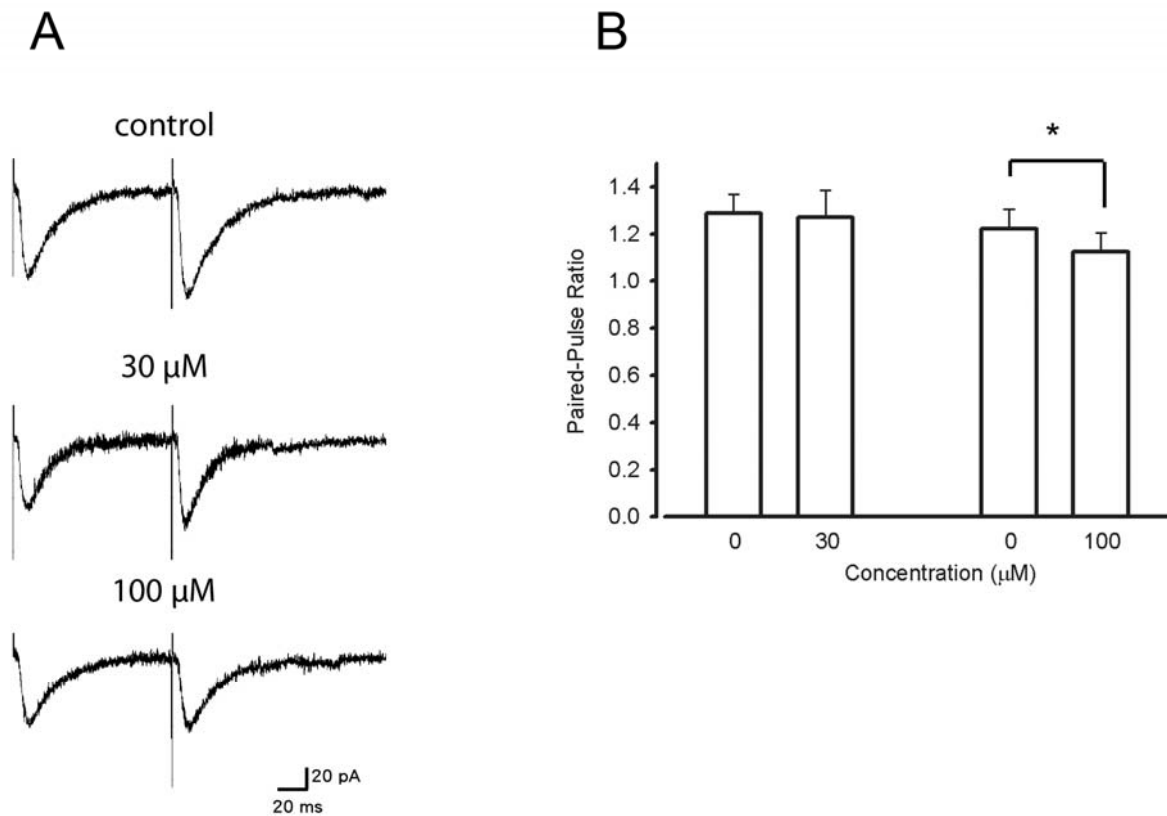 A
control
30 μM
100 μM
20 pA
20 ms
B
*
1.4
1.2
1.0
0.8
0.6
0.4
0.2
0.0
Paired-Pulse Ratio
0 30 0 100
Concentration (μM)